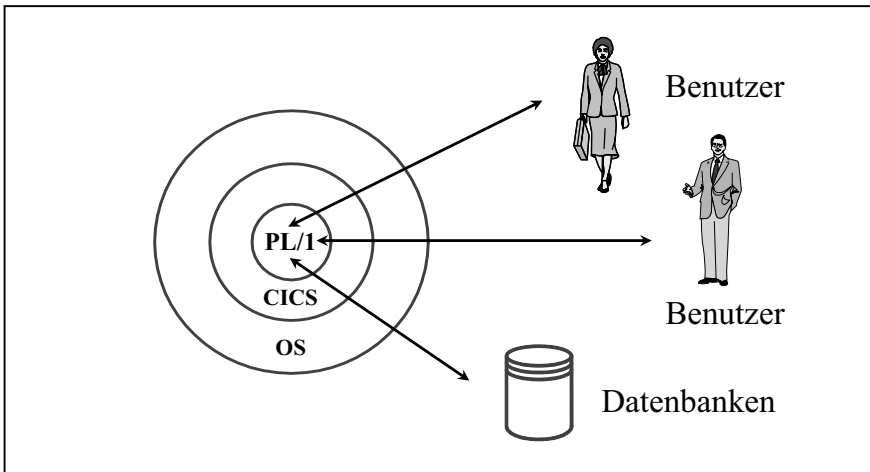 Benutzer
PL/1
CICS
OS
Benutzer
Datenbanken